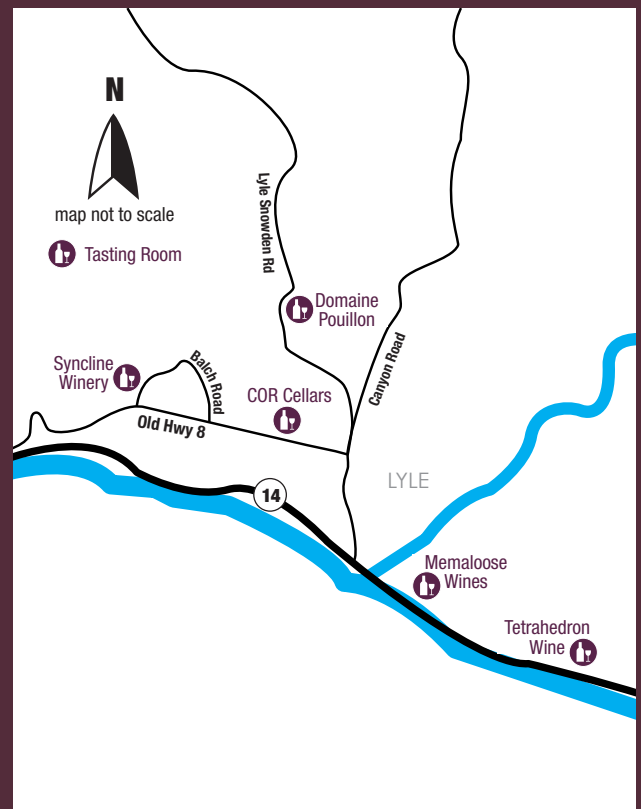 N
map not to scale
Tasting Room
Lyle Snowden Rd
Domaine
Pouillon
Canyon Road
Syncline
Winery
Balch Road
COR Cellars
Old Hwy 8
LYLE
14
Memaloose
Wines
Tetrahedron
Wine